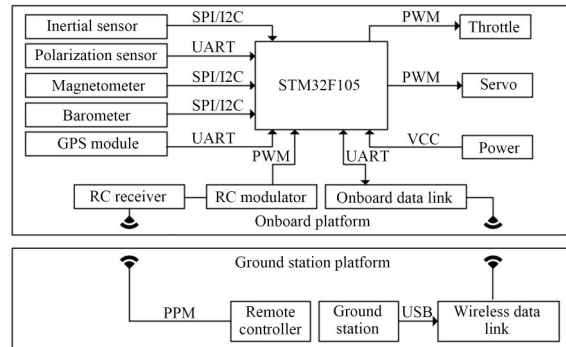 Inertial sensor
SPI/I2C
PWM
Throttle
Polarization sensor
UART
Magnetometer
SPI/I2C
STM32F105
PWM
Servo
Barometer
SPI/I2C
GPS module
UART
PWM
UART
VCC
Power
RC receiver
RC modulator
Onboard data link
Onboard platform
Ground station platform
PPM
Remote
controller
Ground
station
USB
Wireless data
link